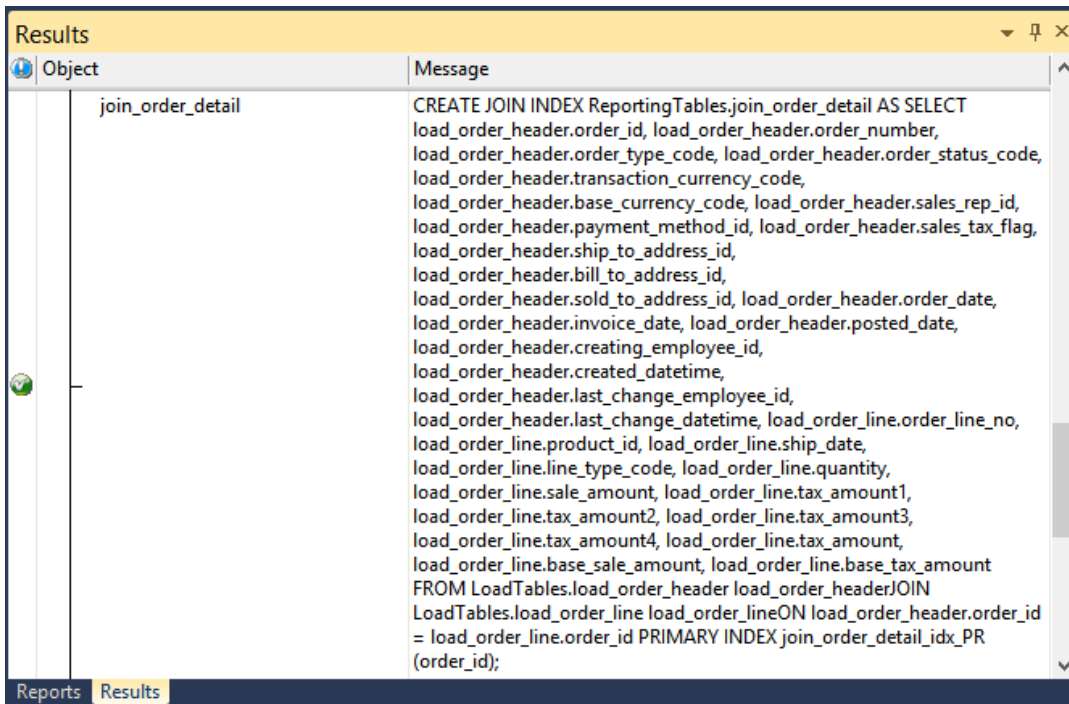 Results
Object Message
join_order_detail CREATE JOIN INDEX ReportingTables.join_order_detail AS SELECT
load_order_header.order_id, load_order_header.order_number,
load_order_header.order_type_code, load_order_header.order_status_code,
load_order_header.transaction_currency_code,
load_order_header.base_currency_code, load_order_header.sales_rep_id,
load_order_header.payment_method_id, load_order_header.sales_tax_flag,
load_order_header.ship_to_address_id,
load_order_header.bill_to_address_id,
load_order_header.sold_to_address_id, load_order_header.order_date,
load_order_header.invoice_date, load_order_header.posted_date,
load_order_header.creating_employee_id,
load_order_header.created_datetime,
load_order_header.last_change_employee_id,
load_order_header.last_change_datetime, load_order_line.order_line_no,
load_order_line.product_id, load_order_line.ship_date,
load_order_line.line_type_code, load_order_line.quantity,
load_order_line.sale_amount, load_order_line.tax_amount1,
load_order_line.tax_amount2, load_order_line.tax_amount3,
load_order_line.tax_amount4, load_order_line.tax_amount,
load_order_line.base_sale_amount, load_order_line.base_tax_amount
FROM LoadTables.load_order_header load_order_headerJOIN
LoadTables.load_order_line load_order_lineON load_order_header.order_id
= load_order_line.order_id PRIMARY INDEX join_order_detail_idx_PR
(order_id);
Reports Results